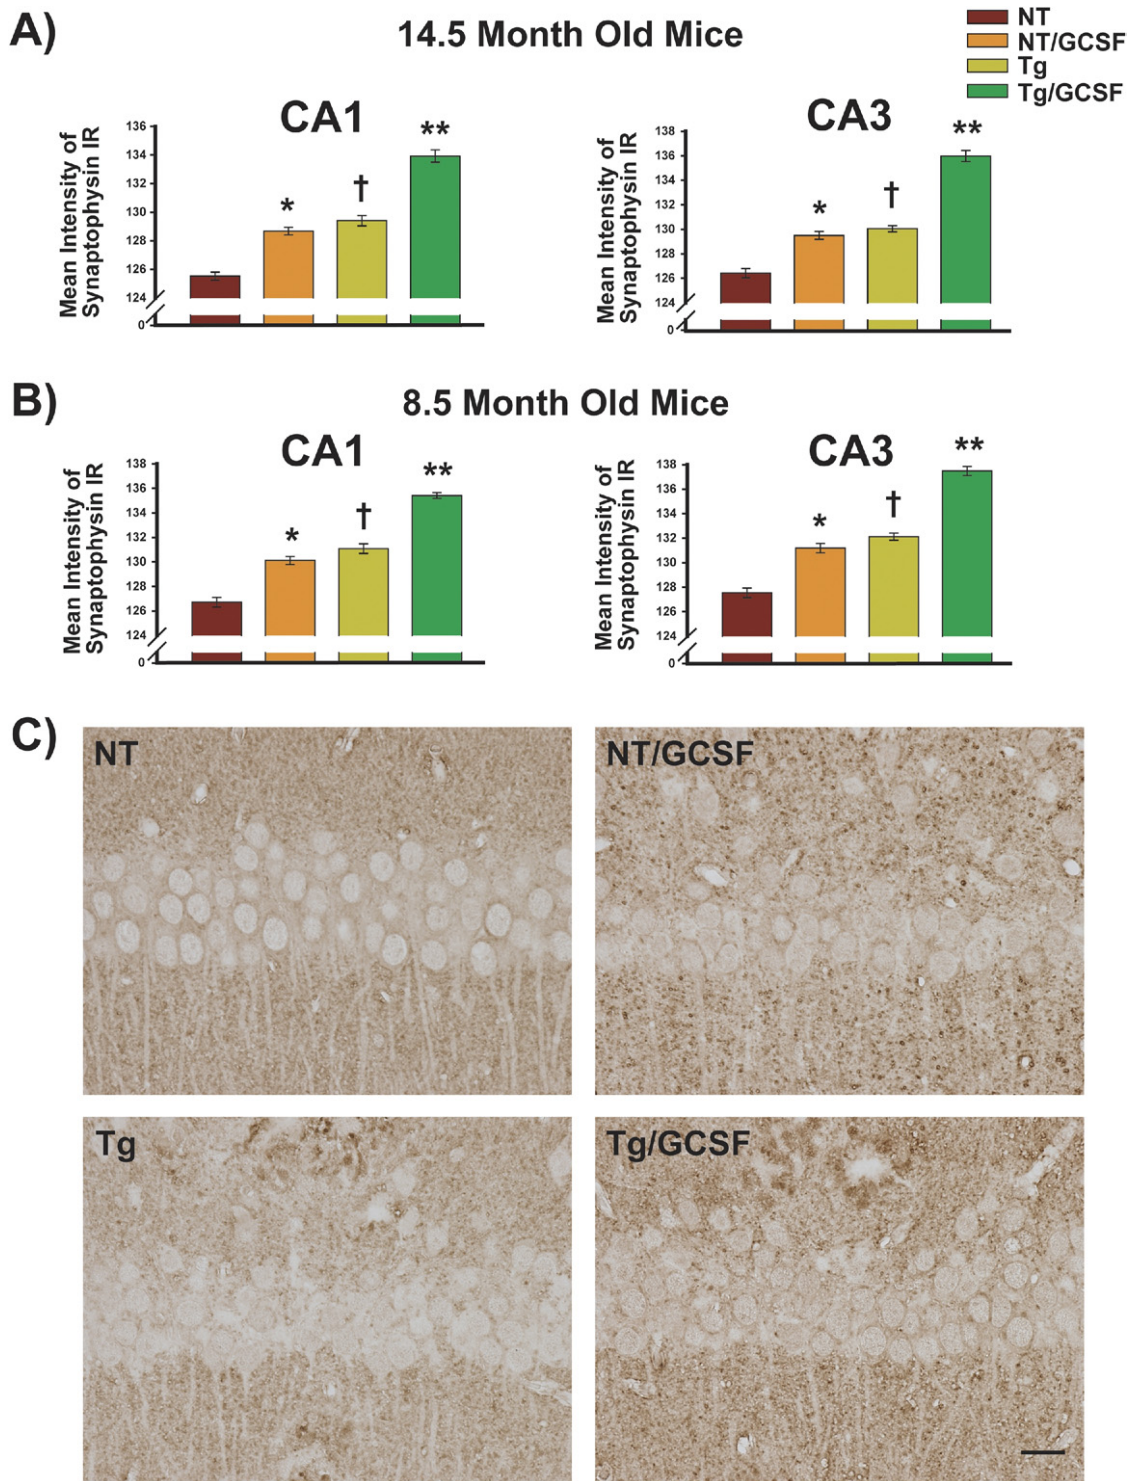 A)
14.5 Month Old Mice
NT
NT/GCSF
Tg
Tg/GCSF
CA1
Mean Intensity of
Synaptophysin IR
136
134
132
130
128
126
124
0
*
†
**
CA3
Mean Intensity of
Synaptophysin IR
138
136
134
132
130
128
126
124
0
*
†
**
B)
8.5 Month Old Mice
CA1
Mean Intensity of
Synaptophysin IR
138
136
134
132
130
128
126
124
0
*
†
**
CA3
Mean Intensity of
Synaptophysin IR
138
136
134
132
130
128
126
124
0
*
†
**
C)
NT
NT/GCSF
Tg
Tg/GCSF